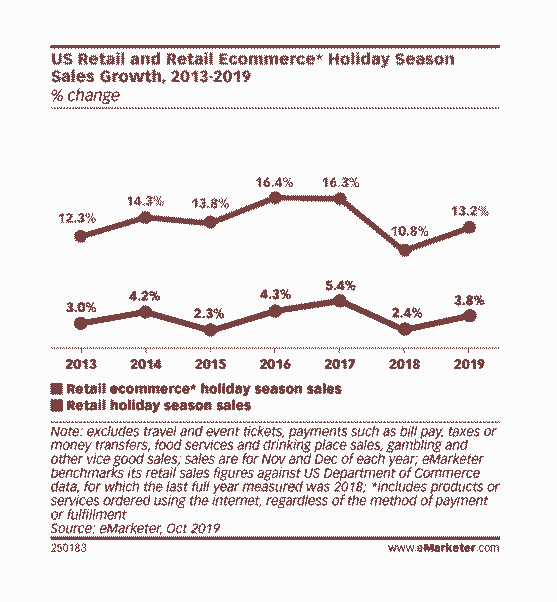 US Retail and Retail Ecommerce* Holiday Season
Sales Growth, 2013-2019
% change
12.3%
14.3%
13.8%
16.4%
16.3%
10.8%
13.2%
3.0%
4.2%
2.3%
4.3%
5.4%
2.4%
3.8%
2013 2014 2015 2016 2017 2018 2019
Retail ecommerce* holiday season sales
Retail holiday season sales
Note: excludes travel and event tickets, payments such as bill pay, taxes or
money transfers, food services and drinking place sales, gambling and
other vice good sales; sales are for Nov and Dec of each year; eMarketer
benchmarks its retail sales figures against US Department of Commerce
data, for which the last full year measured was 2018; *includes products or
services ordered using the internet, regardless of the method of payment
or fulfillment
Source: eMarketer, Oct 2019
250183 www.eMarketer.com